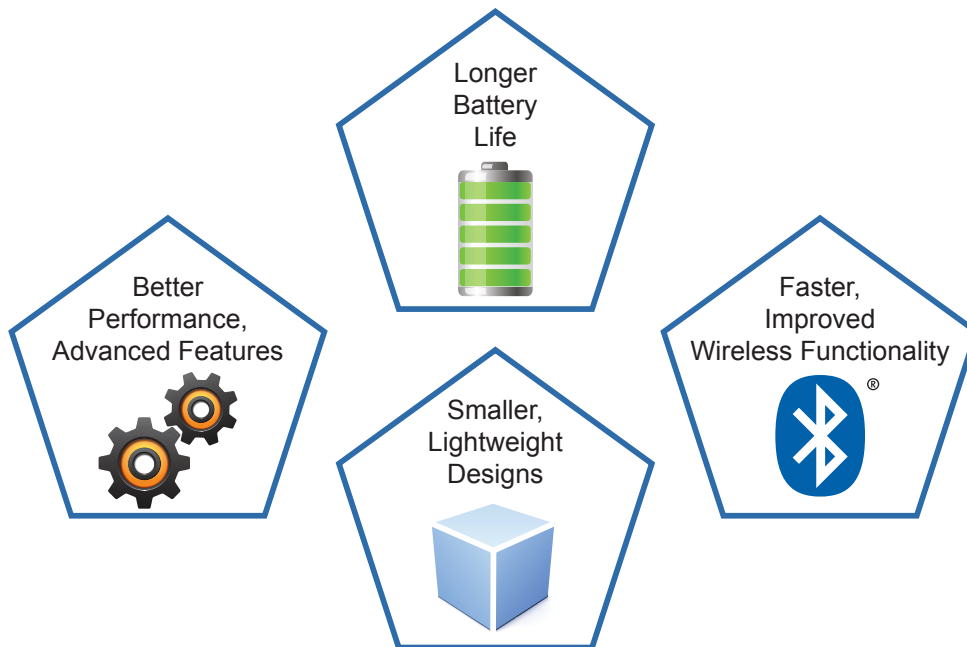 Longer
Battery
Life
Better
Performance,
Advanced Features
Faster,
Improved
Wireless Functionality
®
Smaller,
Lightweight
Designs